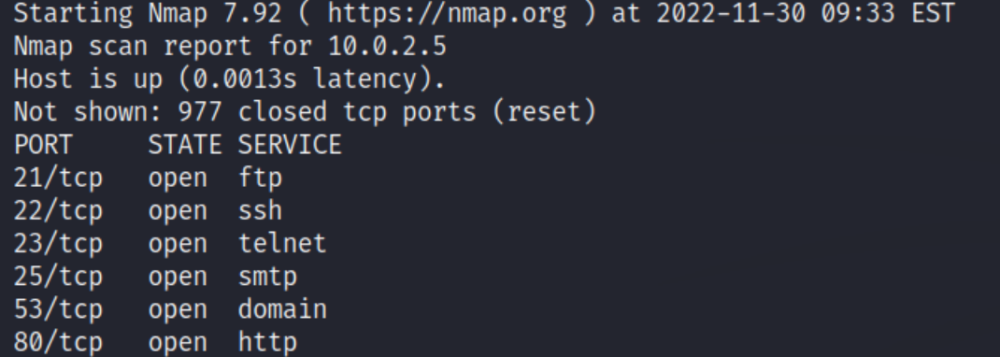 Starting Nmap 7.92 ( https://nmap.org ) at 2022-11-30 09:33 EST
Nmap scan report for 10.0.2.5
Host is up (0.0013s latency).
Not shown: 977 closed tcp ports (reset)
PORT   STATE SERVICE
21/tcp open ftp
22/tcp open ssh
23/tcp open telnet
25/tcp open smtp
53/tcp open domain
80/tcp open http